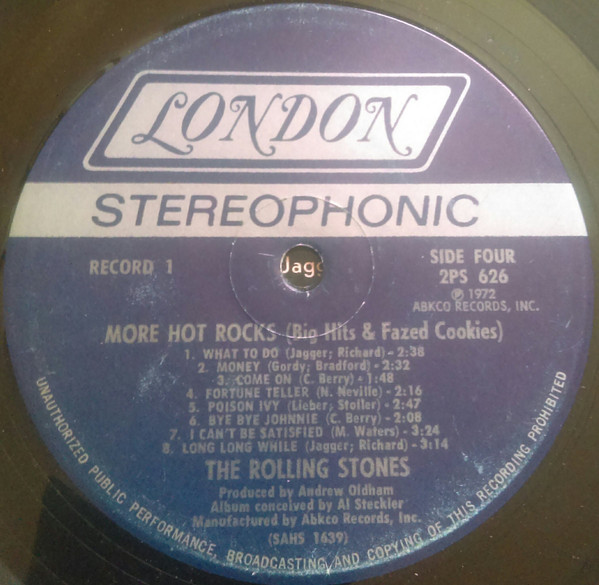 LONDON
STEREOPHONIC
RECORD 1
SIDE FOUR
2PS 626
Ⓟ 1972
ABKCO RECORDS, INC.
Jagg
MORE HOT ROCKS (Big Hits & Fazed Cookies)
1. WHAT TO DO (Jagger; Richard) - 2:38
2. MONEY (Gordy; Bradford) - 2:32
3. COME ON (C. Berry) - 1:48
4. FORTUNE TELLER (N. Neville) - 2:16
5. POISON IVY (Lieber; Stoller) - 2:47
6. BYE BYE JOHNNIE (C. Berry) - 2:08
7. I CAN'T BE SATISFIED (M. Waters) - 3:24
8. LONG LONG WHILE (Jagger; Richard) - 3:14
THE ROLLING STONES
Produced by Andrew Oldham
Album conceived by Al Steckler
Manufactured by Abkco Records, Inc.
(SAHS 1639)
UNAUTHORIZED PUBLIC PERFORMANCE, BROADCASTING AND COPYING OF THIS RECORDING PROHIBITED